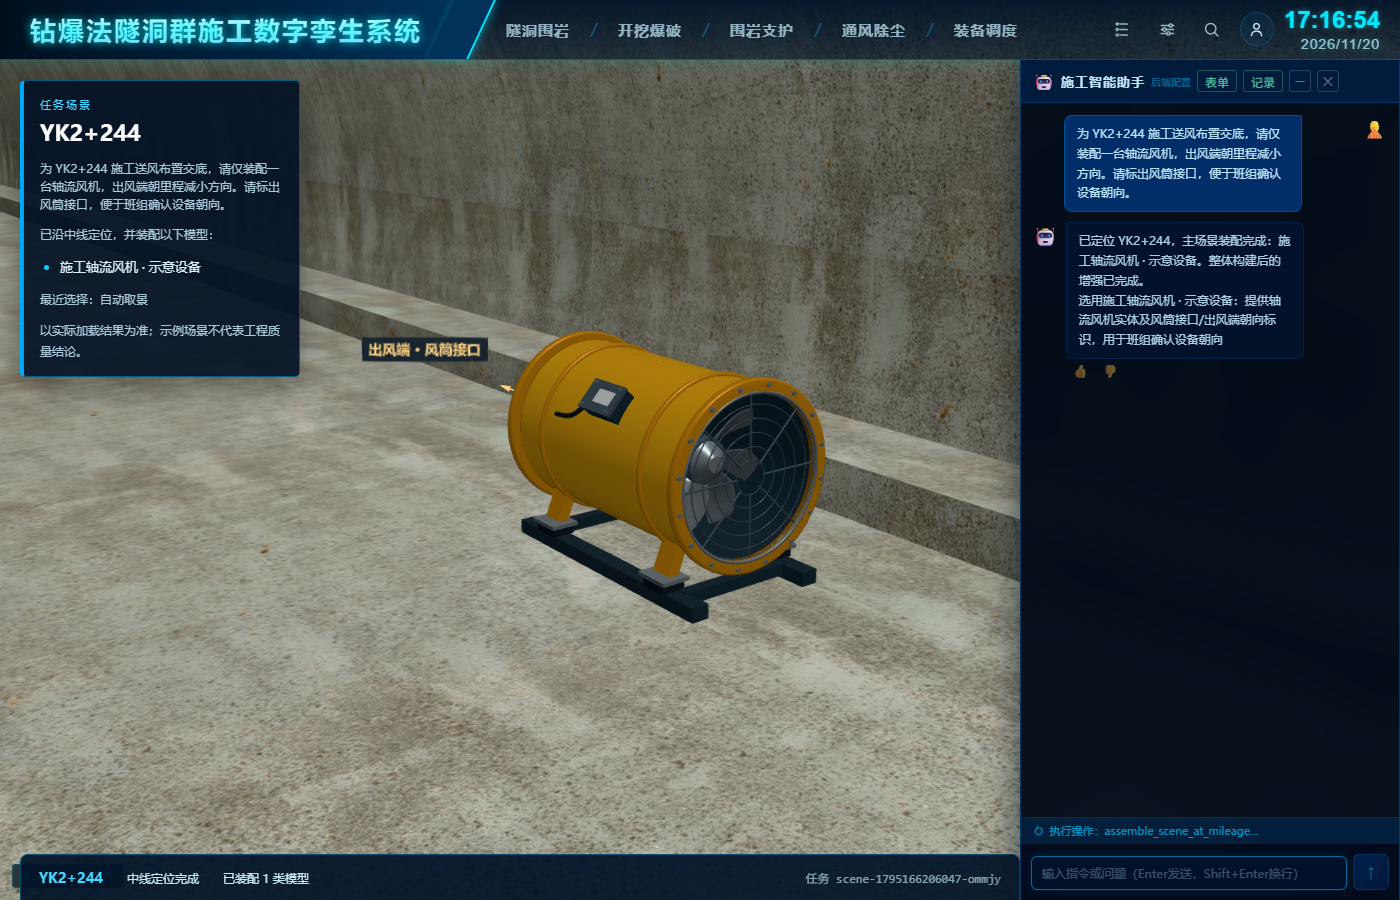 钻爆法隧洞群施工数字孪生系统
隧洞围岩 / 开挖爆破 / 围岩支护 / 通风除尘 / 装备调度
17:16:54
2026/11/20
任务场景
YK2+244
为 YK2+244 施工送风布置交底，请仅装配一
台轴流风机，出风端朝里程减小方向。请标出
风筒接口，便于班组确认设备朝向。
已沿中线定位，并装配以下模型：
施工轴流风机 · 示意设备
最近选择：自动取景
以实际加载结果为准；示例场景不代表工程质
量结论。
出风端・风筒接口
施工智能助手 后端配置 表单 记录
为 YK2+244 施工送风布置交底，请仅
装配一台轴流风机，出风端朝里程减小
方向。请标出风筒接口，便于班组确认
设备朝向。
已定位 YK2+244，主场景装配完成：施
工轴流风机 · 示意设备。整体构建后的
增强已完成。
选用施工轴流风机 · 示意设备：提供轴
流风机实体及风筒接口/出风端朝向标
识，用于班组确认设备朝向
执行操作：assemble_scene_at_mileage...
输入指令或问题（Enter发送，Shift+Enter换行）
YK2+244 中线定位完成 已装配 1 类模型
任务 scene-1795166206047-ommjy